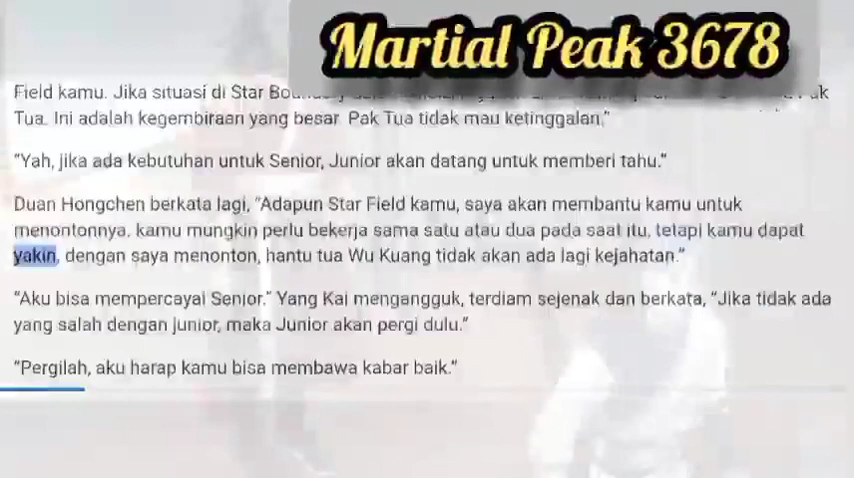 Martial Peak 3678
Field kamu. Jika situasi di Star
Tua. Ini adalah kegembiraan yang besar. Pak Tua tidak mau ketinggalan."
"Yah, jika ada kebutuhan untuk Senior, Junior akan datang untuk memberi tahu."
Duan Hongchen berkata lagi, "Adapun Star Field kamu, saya akan membantu kamu untuk
menontonnya, kamu mungkin perlu bekerja sama satu atau dua pada saat itu, tetapi kamu dapat
yakin, dengan saya menonton, hantu tua Wu Kuang tidak akan ada lagi kejahatan."
"Aku bisa mempercayai Senior." Yang Kai mengangguk, terdiam sejenak dan berkata, "Jika tidak ada
yang salah dengan junior, maka Junior akan pergi dulu."
"Pergilah, aku harap kamu bisa membawa kabar baik."